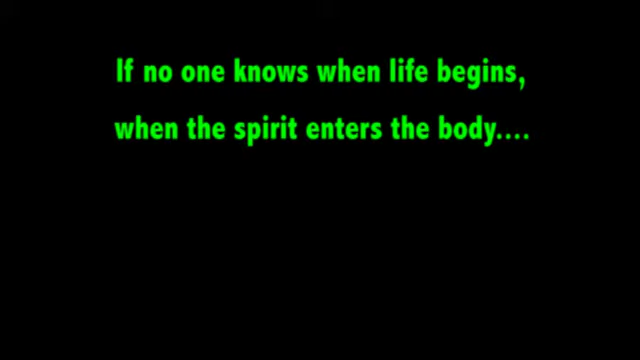 If no one knows when life begins,
when the spirit enters the body....